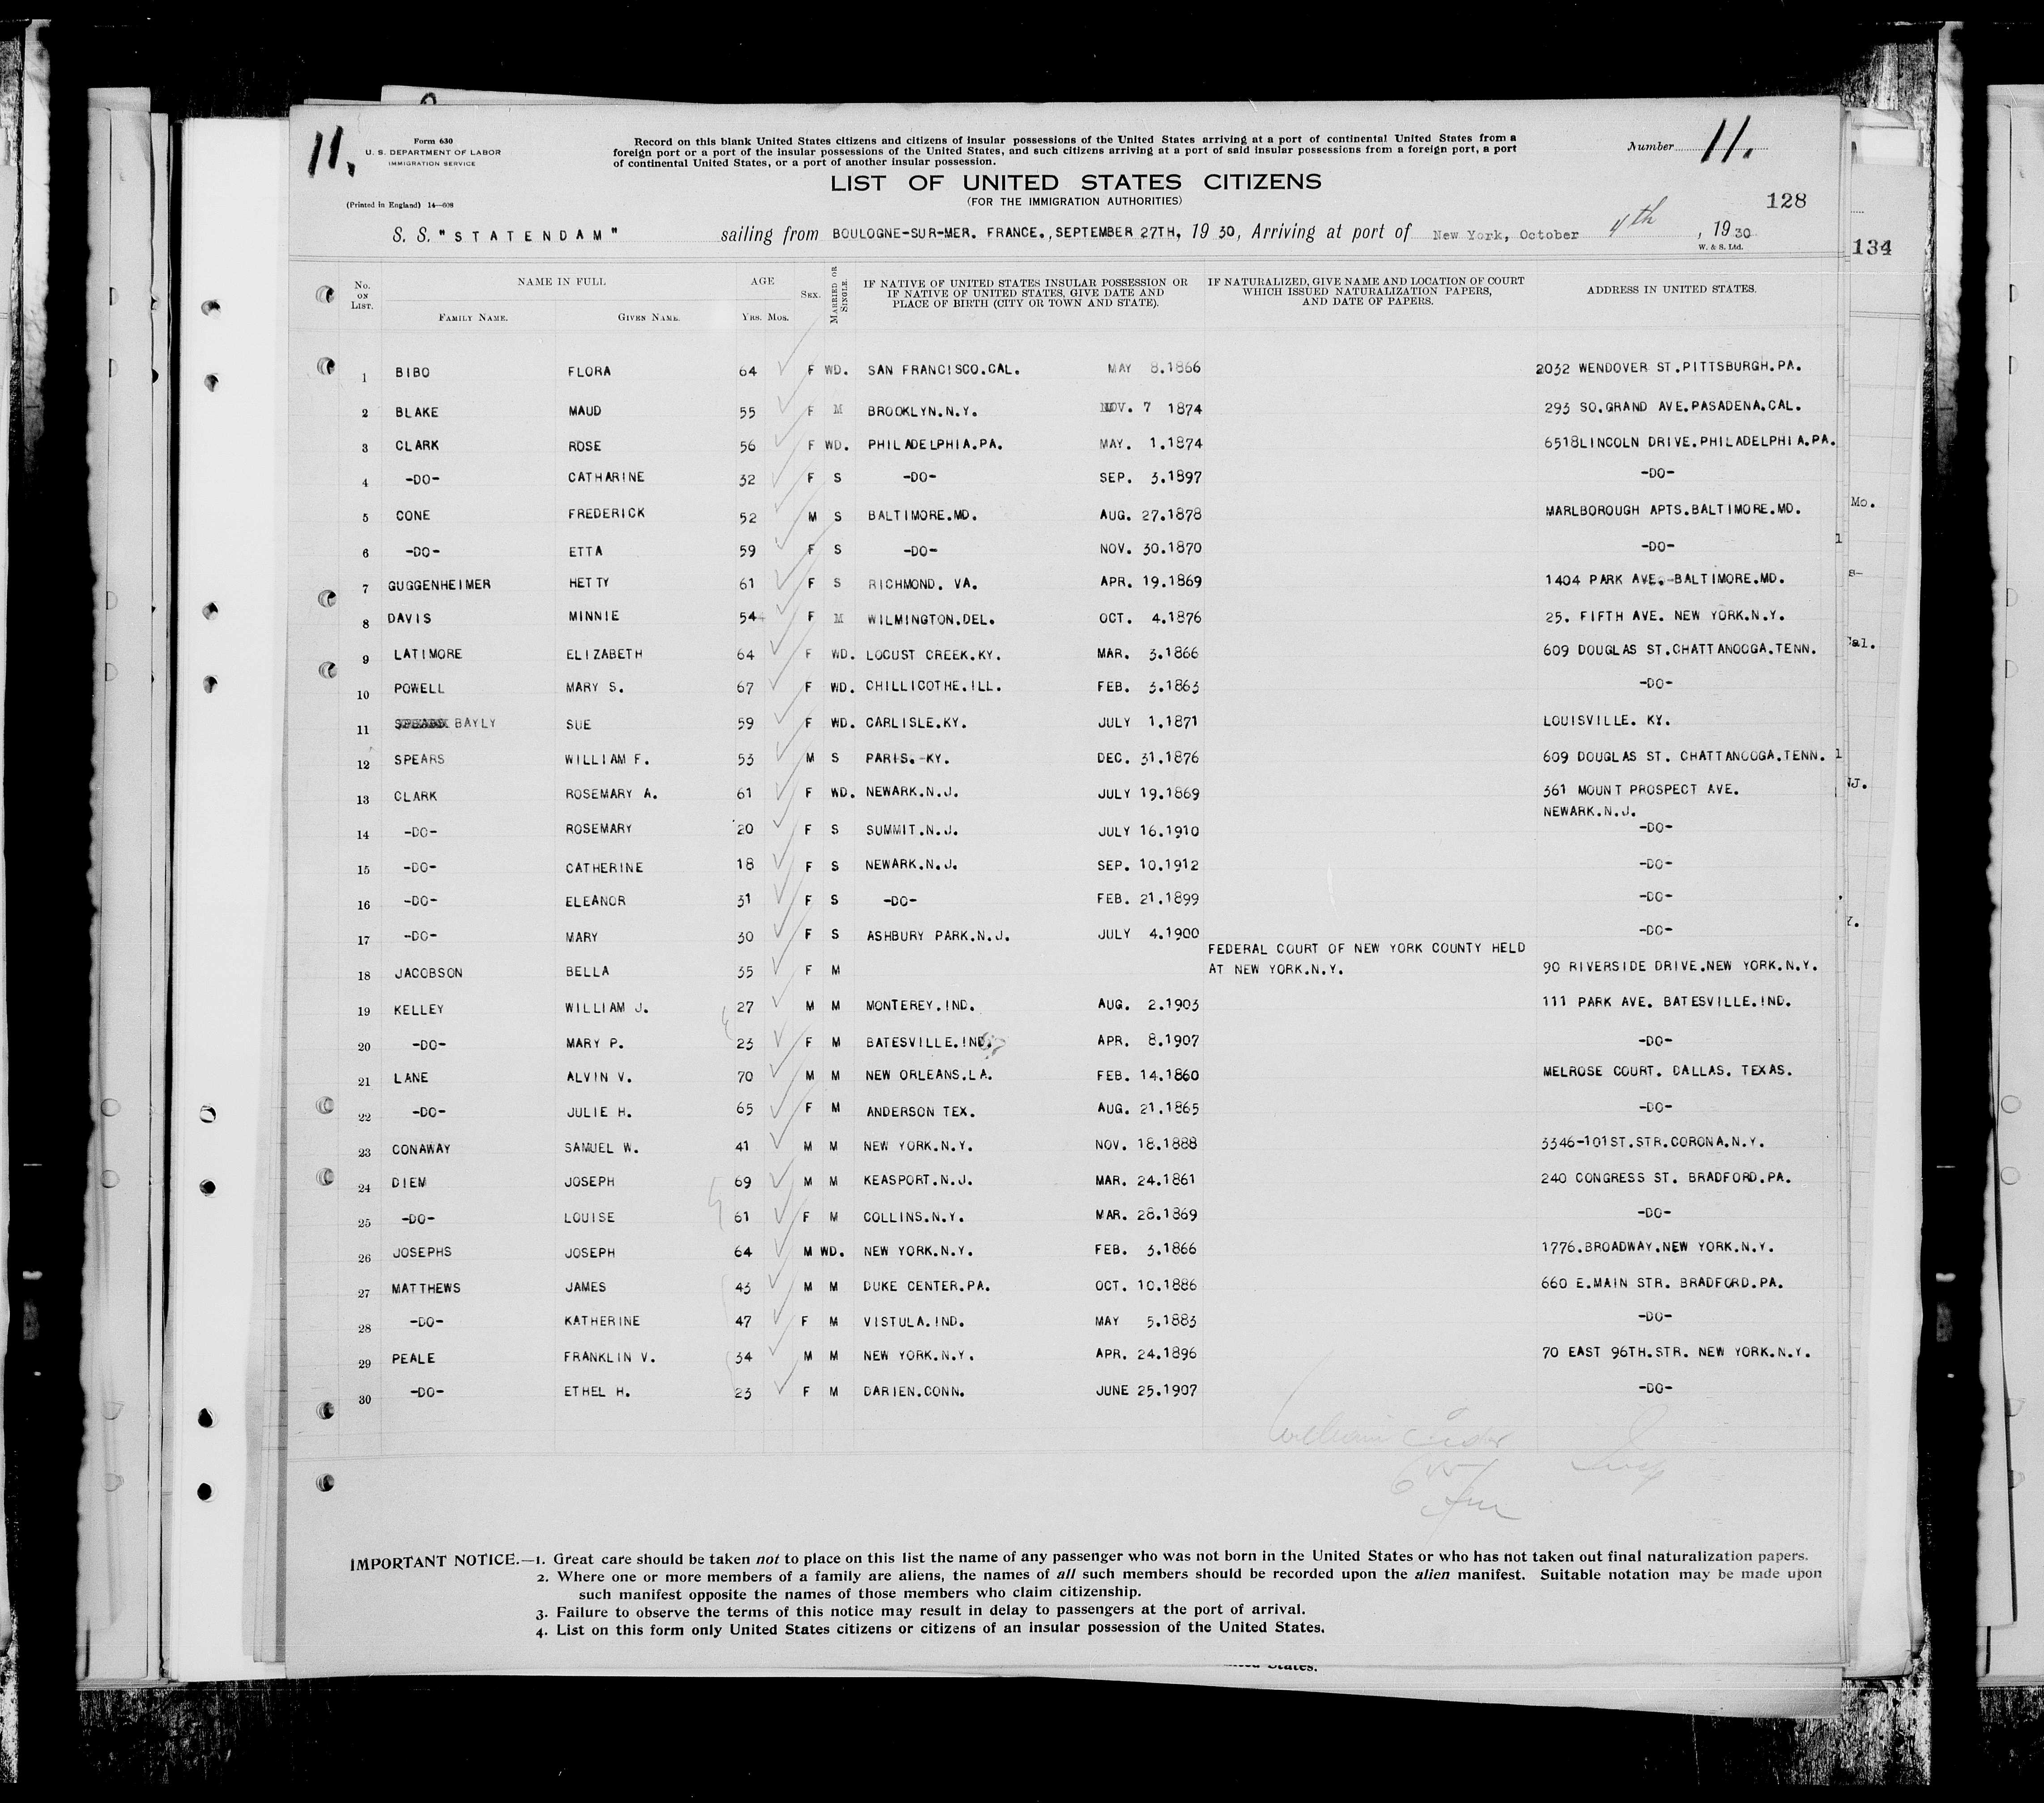 11.
Form 630
U. S. DEPARTMENT OF LABOR
IMMIGRATION SERVICE
(Printed in England) 14—608
Record on this blank United States citizens and citizens of insular possessions of the United States arriving at a port of continental United States from a
foreign port or a port of the insular possessions of the United States, and such citizens arriving at a port of said insular possessions from a foreign port, a port
of continental United States, or a port of another insular possession.
Number 11.
LIST OF UNITED STATES CITIZENS
(FOR THE IMMIGRATION AUTHORITIES)
128
134
S. S. "STATENDAM" sailing from BOULOGNE-SUR-MER. FRANCE., SEPTEMBER 27TH, 19 30, Arriving at port of New York, October 4th, 19 30
W. & S. Ltd.
No. ON LIST. NAME IN FULL FAMILY NAME. GIVEN NAME. AGE YRS. MOS. SEX. MARRIED OR SINGLE. IF NATIVE OF UNITED STATES INSULAR POSSESSION OR IF NATIVE OF UNITED STATES, GIVE DATE AND PLACE OF BIRTH (CITY OR TOWN AND STATE). IF NATURALIZED, GIVE NAME AND LOCATION OF COURT WHICH ISSUED NATURALIZATION PAPERS, AND DATE OF PAPERS. ADDRESS IN UNITED STATES.
1 BIBO FLORA 64 F WD. SAN FRANCISCO.CAL. MAY 8.1866 2032 WENDOVER ST.PITTSBURGH.PA.
2 BLAKE MAUD 55 F M BROOKLYN.N.Y. NOV. 7 1874 293 SO.GRAND AVE.PASADENA.CAL.
3 CLARK ROSE 56 F WD. PHILADELPHIA.PA. MAY. 1.1874 6518LINCOLN DRIVE.PHILADELPHIA.PA.
4 -DO- CATHARINE 32 F S -DO- SEP. 3.1897 -DO-
5 CONE FREDERICK 52 M S BALTIMORE.MD. AUG. 27.1878 MARLBOROUGH APTS.BALTIMORE.MD.
6 -DO- ETTA 59 F S -DO- NOV. 30.1870 -DO-
7 GUGGENHEIMER HETTY 61 F S RICHMOND. VA. APR. 19.1869 1404 PARK AVE.-BALTIMORE.MD.
8 DAVIS MINNIE 54 F M WILMINGTON.DEL. OCT. 4.1876 25. FIFTH AVE. NEW YORK.N.Y.
9 LATIMORE ELIZABETH 64 F WD. LOCUST CREEK.KY. MAR. 3.1866 609 DOUGLAS ST.CHATTANOOGA.TENN.
10 POWELL MARY S. 67 F WD. CHILLICOTHE.ILL. FEB. 3.1863 -DO-
11 BAYLY SUE 59 F WD. CARLISLE.KY. JULY 1.1871 LOUISVILLE. KY.
12 SPEARS WILLIAM F. 53 M S PARIS.-KY. DEC. 31.1876 609 DOUGLAS ST. CHATTANOOGA.TENN.
13 CLARK ROSEMARY A. 61 F WD. NEWARK.N.J. JULY 19.1869 361 MOUNT PROSPECT AVE.
NEWARK.N.J.
14 -DO- ROSEMARY 20 F S SUMMIT.N.J. JULY 16.1910 -DO-
15 -DO- CATHERINE 18 F S NEWARK.N.J. SEP. 10.1912 -DO-
16 -DO- ELEANOR 31 F S -DO- FEB. 21.1899 -DO-
17 -DO- MARY 30 F S ASHBURY PARK.N.J. JULY 4.1900 -DO-
FEDERAL COURT OF NEW YORK COUNTY HELD
18 JACOBSON BELLA 35 F M AT NEW YORK.N.Y. 90 RIVERSIDE DRIVE.NEW YORK.N.Y.
19 KELLEY WILLIAM J. 27 M M MONTEREY.IND. AUG. 2.1903 111 PARK AVE. BATESVILLE.IND.
20 -DO- MARY P. 23 F M BATESVILLE.IND. APR. 8.1907 -DO-
21 LANE ALVIN V. 70 M M NEW ORLEANS.LA. FEB. 14.1860 MELROSE COURT. DALLAS. TEXAS.
22 -DO- JULIE H. 65 F M ANDERSON TEX. AUG. 21.1865 -DO-
23 CONAWAY SAMUEL W. 41 M M NEW YORK.N.Y. NOV. 18.1888 3346-101ST.STR.CORONA.N.Y.
24 DIEM JOSEPH 69 M M KEASPORT.N.J. MAR. 24.1861 240 CONGRESS ST. BRADFORD.PA.
25 -DO- LOUISE 61 F M COLLINS.N.Y. MAR. 28.1869 -DO-
26 JOSEPHS JOSEPH 64 M WD. NEW YORK.N.Y. FEB. 3.1866 1776.BROADWAY.NEW YORK.N.Y.
27 MATTHEWS JAMES 43 M M DUKE CENTER.PA. OCT. 10.1886 660 E.MAIN STR. BRADFORD.PA.
28 -DO- KATHERINE 47 F M VISTULA.IND. MAY 5.1883 -DO-
29 PEALE FRANKLIN V. 34 M M NEW YORK.N.Y. APR. 24.1896 70 EAST 96TH.STR. NEW YORK.N.Y.
30 -DO- ETHEL H. 23 F M DARIEN.CONN. JUNE 25.1907 -DO-
William
IMPORTANT NOTICE.—1. Great care should be taken not to place on this list the name of any passenger who was not born in the United States or who has not taken out final naturalization papers.
2. Where one or more members of a family are aliens, the names of all such members should be recorded upon the alien manifest. Suitable notation may be made upon
such manifest opposite the names of those members who claim citizenship.
3. Failure to observe the terms of this notice may result in delay to passengers at the port of arrival.
4. List on this form only United States citizens or citizens of an insular possession of the United States.